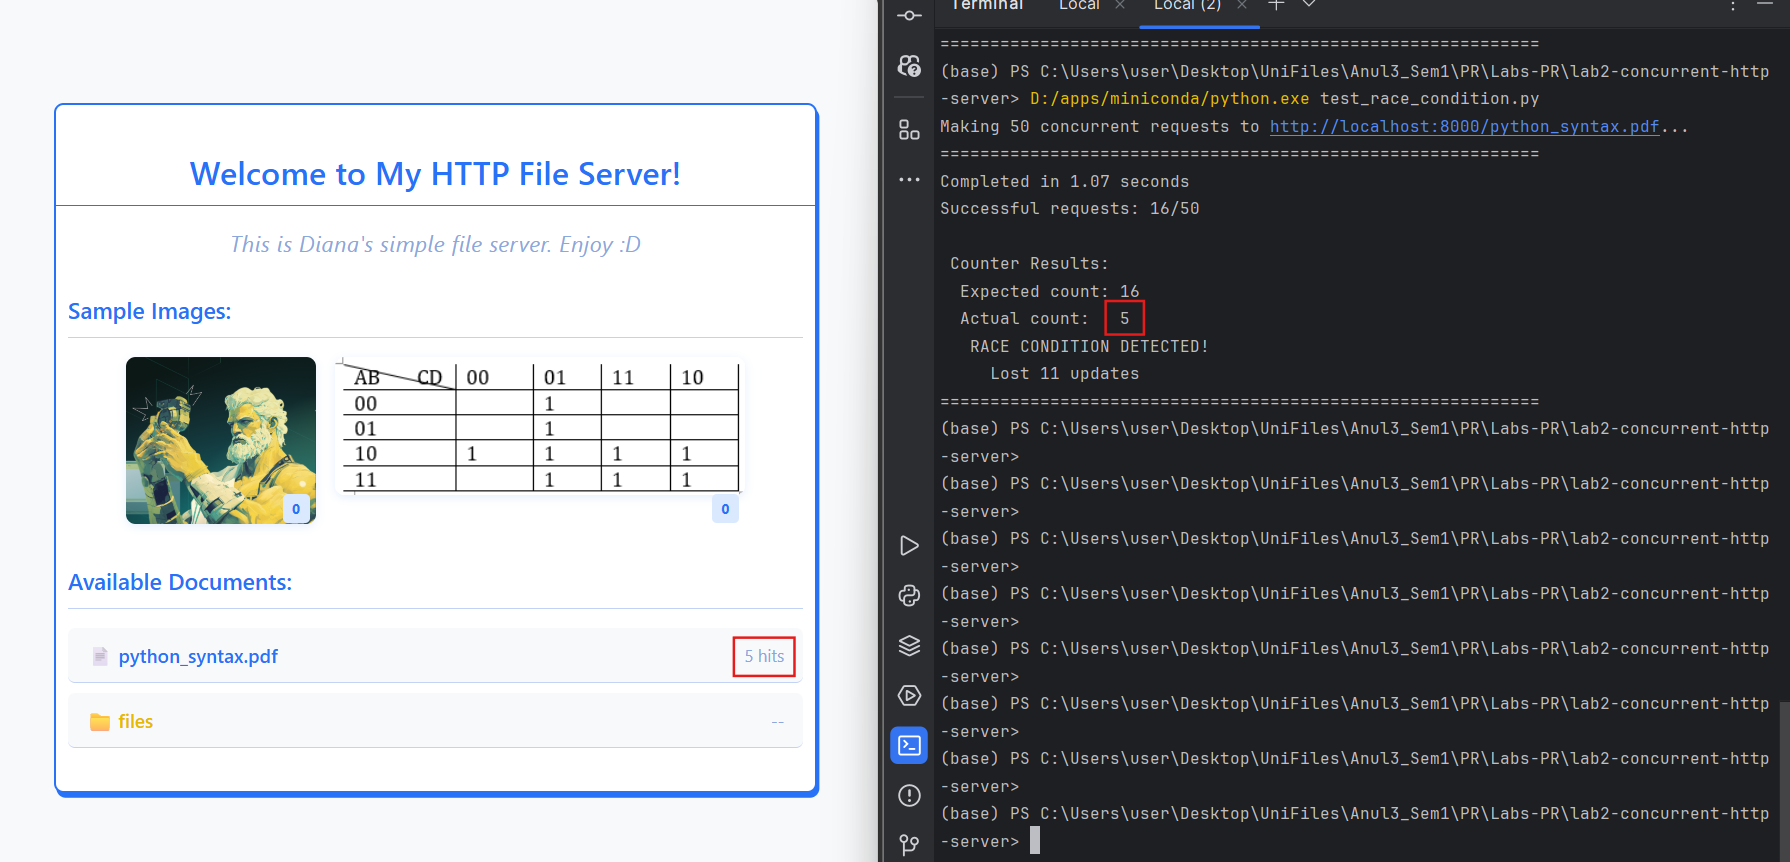 Welcome to My HTTP File Server!
This is Diana's simple file server. Enjoy :D
Sample Images:
0
AB CD 00 01 11 10
00 1
01 1
10 1 1 1 1
11 1 1 1
0
Available Documents:
python_syntax.pdf 5 hits
files --
Terminal Local × Local (2) ×
============================================================
(base) PS C:\Users\user\Desktop\UniFiles\Anul3_Sem1\PR\Labs-PR\lab2-concurrent-http
-server> D:/apps/miniconda/python.exe test_race_condition.py
Making 50 concurrent requests to http://localhost:8000/python_syntax.pdf...
============================================================
Completed in 1.07 seconds
Successful requests: 16/50
Counter Results:
Expected count: 16
Actual count: 5
RACE CONDITION DETECTED!
Lost 11 updates
============================================================
(base) PS C:\Users\user\Desktop\UniFiles\Anul3_Sem1\PR\Labs-PR\lab2-concurrent-http
-server>
(base) PS C:\Users\user\Desktop\UniFiles\Anul3_Sem1\PR\Labs-PR\lab2-concurrent-http
-server>
(base) PS C:\Users\user\Desktop\UniFiles\Anul3_Sem1\PR\Labs-PR\lab2-concurrent-http
-server>
(base) PS C:\Users\user\Desktop\UniFiles\Anul3_Sem1\PR\Labs-PR\lab2-concurrent-http
-server>
(base) PS C:\Users\user\Desktop\UniFiles\Anul3_Sem1\PR\Labs-PR\lab2-concurrent-http
-server>
(base) PS C:\Users\user\Desktop\UniFiles\Anul3_Sem1\PR\Labs-PR\lab2-concurrent-http
-server>
(base) PS C:\Users\user\Desktop\UniFiles\Anul3_Sem1\PR\Labs-PR\lab2-concurrent-http
-server>
(base) PS C:\Users\user\Desktop\UniFiles\Anul3_Sem1\PR\Labs-PR\lab2-concurrent-http
-server>